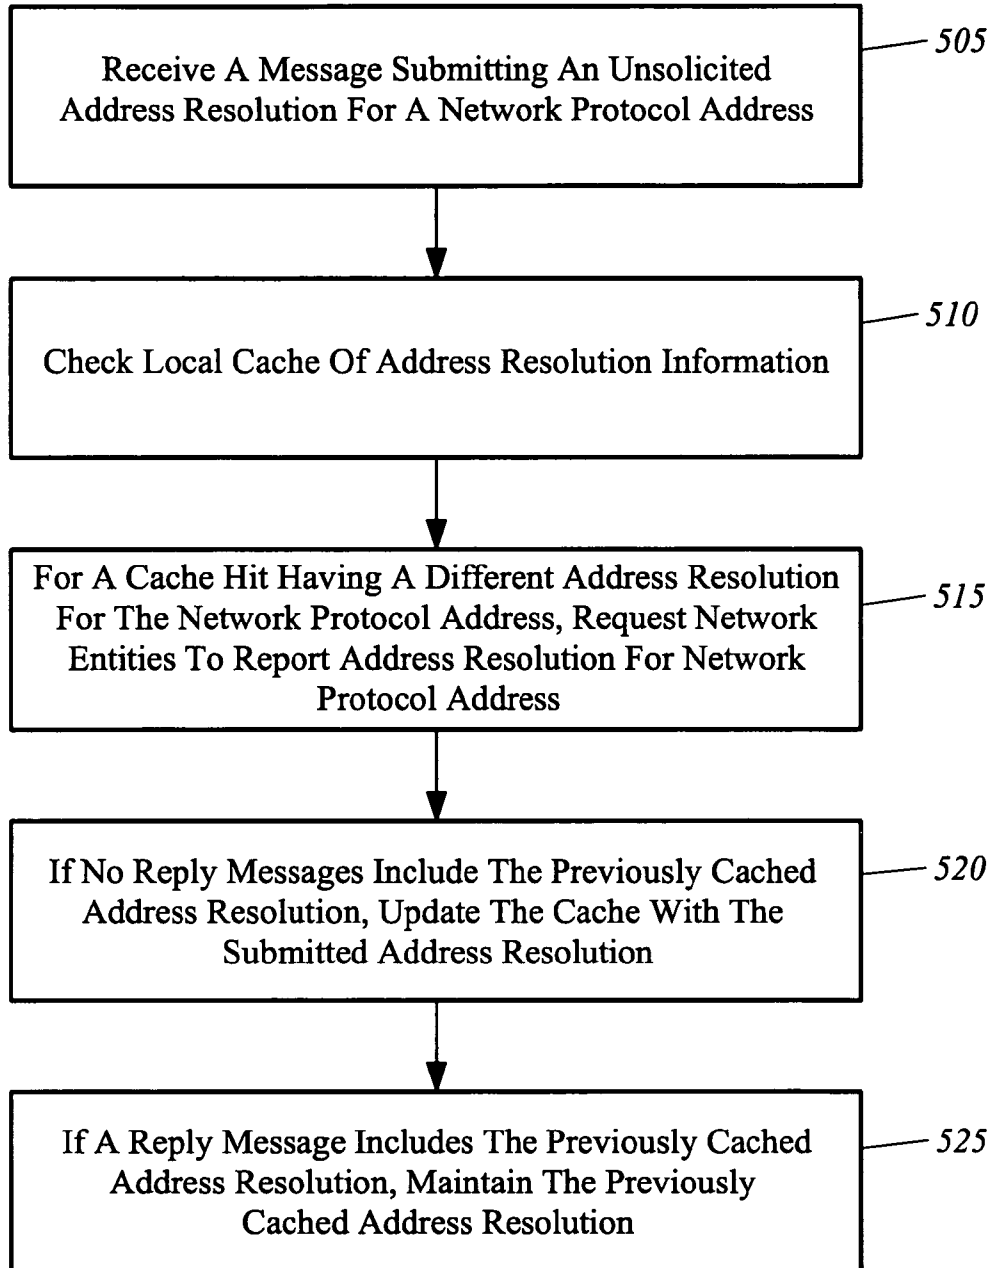 Receive A Message Submitting An Unsolicited
Address Resolution For A Network Protocol Address
505
Check Local Cache Of Address Resolution Information
510
For A Cache Hit Having A Different Address Resolution
For The Network Protocol Address, Request Network
Entities To Report Address Resolution For Network
Protocol Address
515
If No Reply Messages Include The Previously Cached
Address Resolution, Update The Cache With The
Submitted Address Resolution
520
If A Reply Message Includes The Previously Cached
Address Resolution, Maintain The Previously
Cached Address Resolution
525